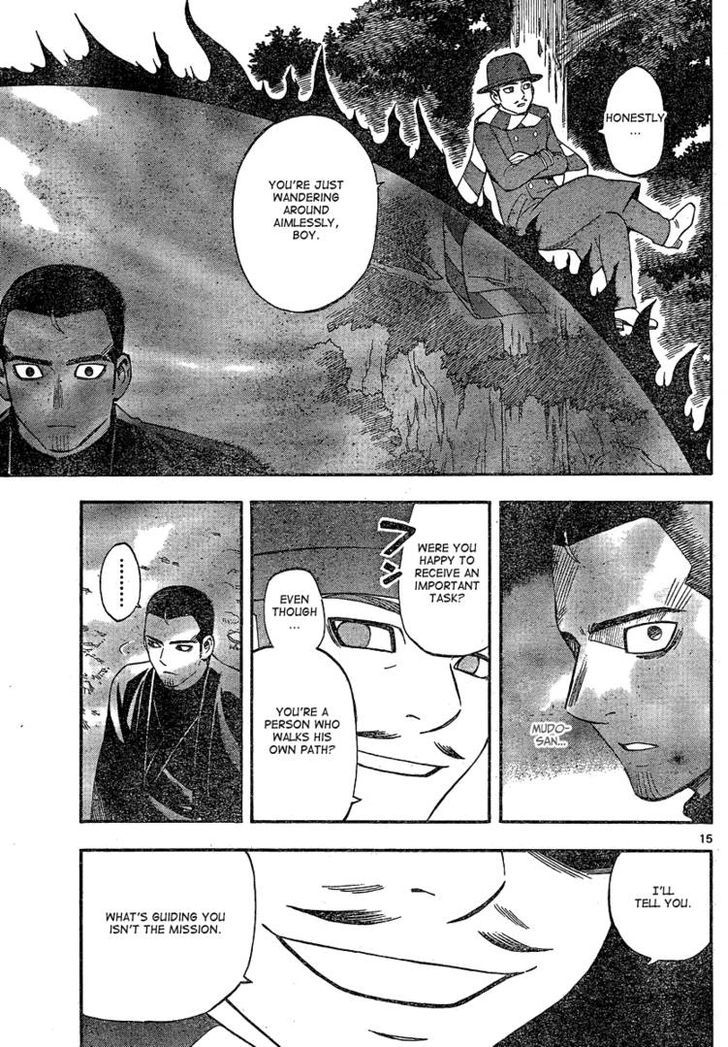 HONESTLY
...
YOU'RE JUST
WANDERING
AROUND
AIMLESSLY,
BOY.
MUDO-
SAN...
WERE YOU
HAPPY TO
RECEIVE AN
IMPORTANT
TASK?
フッ
EVEN
THOUGH
...
YOU'RE A
PERSON WHO
WALKS HIS
OWN PATH?
......
15
I'LL
TELL YOU.
WHAT'S GUIDING YOU
ISN'T THE MISSION.